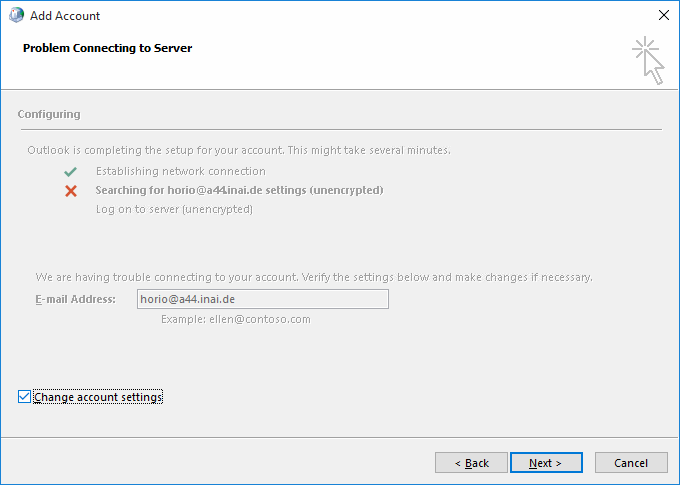 Add Account
Problem Connecting to Server
Configuring
Outlook is completing the setup for your account. This might take several minutes.
Establishing network connection
Searching for horio@a44.inai.de settings (unencrypted)
Log on to server (unencrypted)
We are having trouble connecting to your account. Verify the settings below and make changes if necessary.
E-mail Address: horio@a44.inai.de
Example: ellen@contoso.com
Change account settings
< Back Next > Cancel